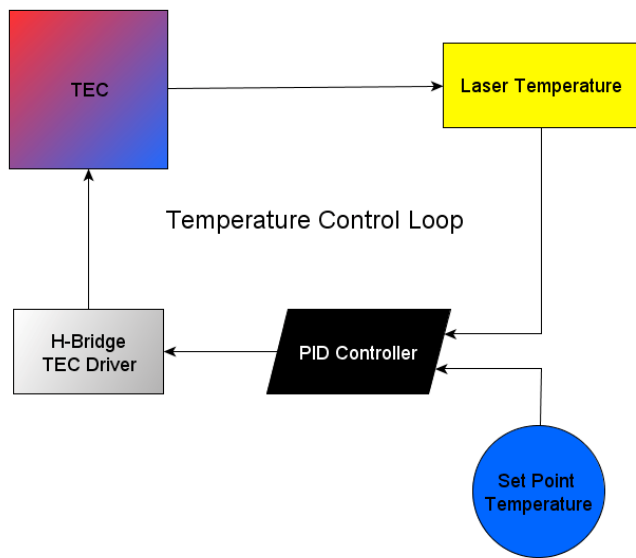 TEC
Laser Temperature
Temperature Control Loop
H-Bridge
TEC Driver
PID Controller
Set Point
Temperature